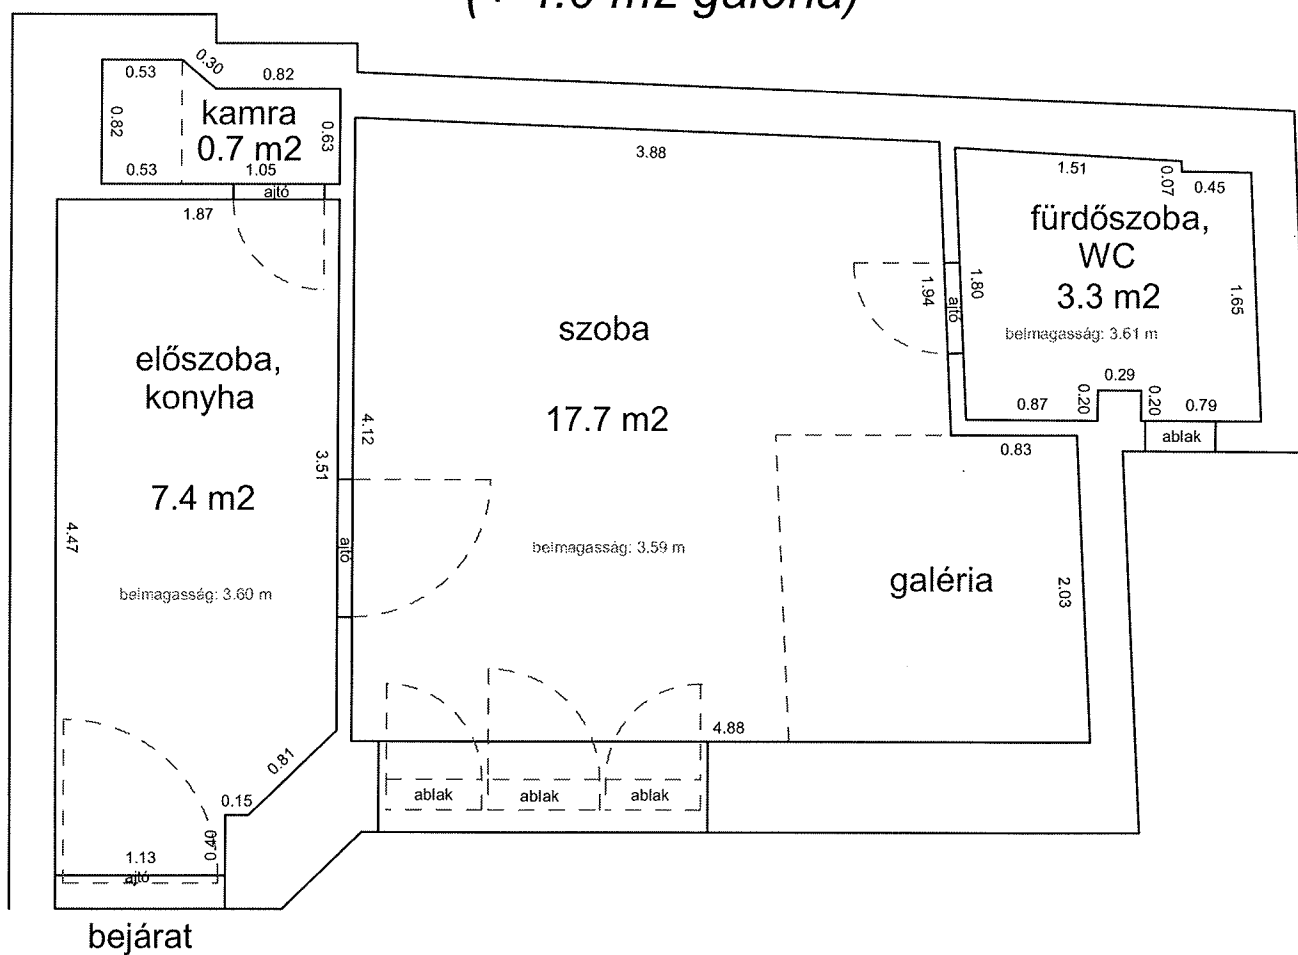 0.53
0.30
0.82
kamra
0.7 m2
0.82
0.63
0.53
1.05
ajtó
1.87
3.88
1.51
0.07
0.45
fürdőszoba,
WC
3.3 m2
belmagasság: 3.61 m
1.94
ajtó
1.80
1.65
0.29
0.87
0.20
0.20
0.79
ablak
0.83
szoba
17.7 m2
belmagasság: 3.59 m
előszoba,
konyha
7.4 m2
belmagasság: 3.60 m
4.12
3.51
4.47
ajtó
galéria
2.03
4.88
ablak
ablak
ablak
0.81
0.15
0.40
1.13
ajtó
bejárat